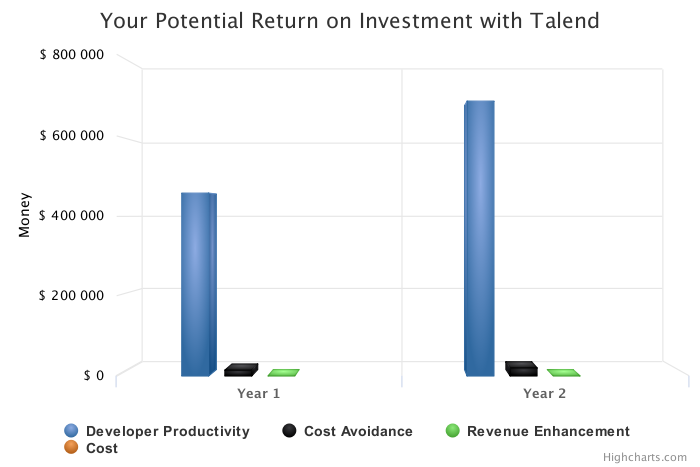 Your Potential Return on Investment with Talend
$ 800 000
$ 600 000
$ 400 000
$ 200 000
$ 0
Money
Year 1
Year 2
Developer Productivity
Cost Avoidance
Revenue Enhancement
Cost
Highcharts.com